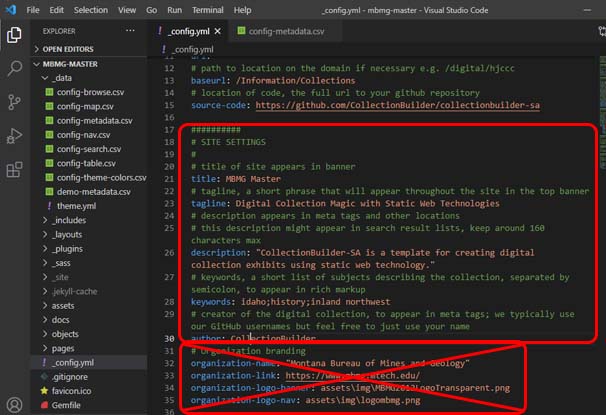 File Edit Selection View Go Run Terminal Help
_config.yml - mbmg-master - Visual Studio Code
EXPLORER
OPEN EDITORS
MBMG-MASTER
_data
config-browse.csv
config-map.csv
config-metadata.csv
config-nav.csv
config-search.csv
config-table.csv
config-theme-colors.csv
demo-metadata.csv
theme.yml
_includes
_layouts
_plugins
_sass
_site
.jekyll-cache
assets
docs
objects
pages
_config.yml
.gitignore
favicon.ico
Gemfile
_config.yml
config-metadata.csv
_config.yml
12 # path to location on the domain if necessary e.g. /digital/hjccc
13 baseurl: /Information/Collections
14 # location of code, the full url to your github repository
15 source-code: https://github.com/CollectionBuilder/collectionbuilder-sa
16
17 ##########
18 # SITE SETTINGS
19 #
20 # title of site appears in banner
21 title: MBMG Master
22 # tagline, a short phrase that will appear throughout the site in the top banner
23 tagline: Digital Collection Magic with Static Web Technologies
24 # description appears in meta tags and other locations
25 # this description might appear in search result lists, keep around 160
characters max
26 description: "CollectionBuilder-SA is a template for creating digital
collection exhibits using static web technology."
27 # keywords, a short list of subjects describing the collection, separated by
semicolon, to appear in rich markup
28 keywords: idaho;history;inland northwest
29 # creator of the digital collection, to appear in meta tags; we typically use
our GitHub usernames but feel free to just use your name
30 author: CollectionBuilder
31 # Organization branding
32 organization-name: "Montana Bureau of Mines and Geology"
33 organization-link: https://www.mbmg.mtech.edu/
34 organization-logo-banner: assets\img\
35 organization-logo-nav: assets\img\logombmg.png
36